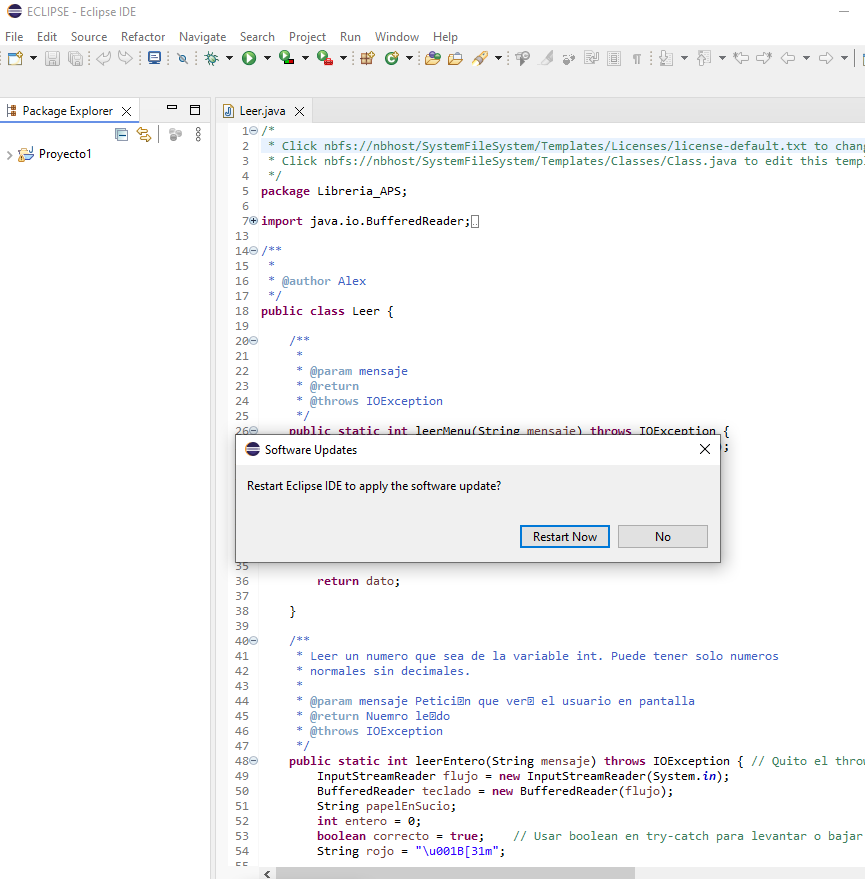 ECLIPSE - Eclipse IDE
File Edit Source Refactor Navigate Search Project Run Window Help
Package Explorer
Proyecto1
Leer.java
1 /*
2  * Click nbfs://nbhost/SystemFileSystem/Templates/Licenses/license-default.txt to chan
3  * Click nbfs://nbhost/SystemFileSystem/Templates/Classes/Class.java to edit this temp
4  */
5 package Libreria_APS;
6
7 import java.io.BufferedReader;
13
14 /**
15  *
16  * @author Alex
17  */
18 public class Leer {
19
20     /**
21      *
22      * @param mensaje
23      * @return
24      * @throws IOException
25      */
26     public static int leerMenu(String mensaje) throws IOException {
;
Software Updates
Restart Eclipse IDE to apply the software update?
Restart Now No
35
36         return dato;
37
38     }
39
40     /**
41      * Leer un numero que sea de la variable int. Puede tener solo numeros
42      * normales sin decimales.
43      *
44      * @param mensaje Petici�n que ver� el usuario en pantalla
45      * @return Nuemro le�do
46      * @throws IOException
47      */
48     public static int leerEntero(String mensaje) throws IOException { // Quito el throw
49         InputStreamReader flujo = new InputStreamReader(System.in);
50         BufferedReader teclado = new BufferedReader(flujo);
51         String papelEnSucio;
52         int entero = 0;
53         boolean correcto = true;    // Usar boolean en try-catch para levantar o bajar
54         String rojo = "\u001B[31m";
55